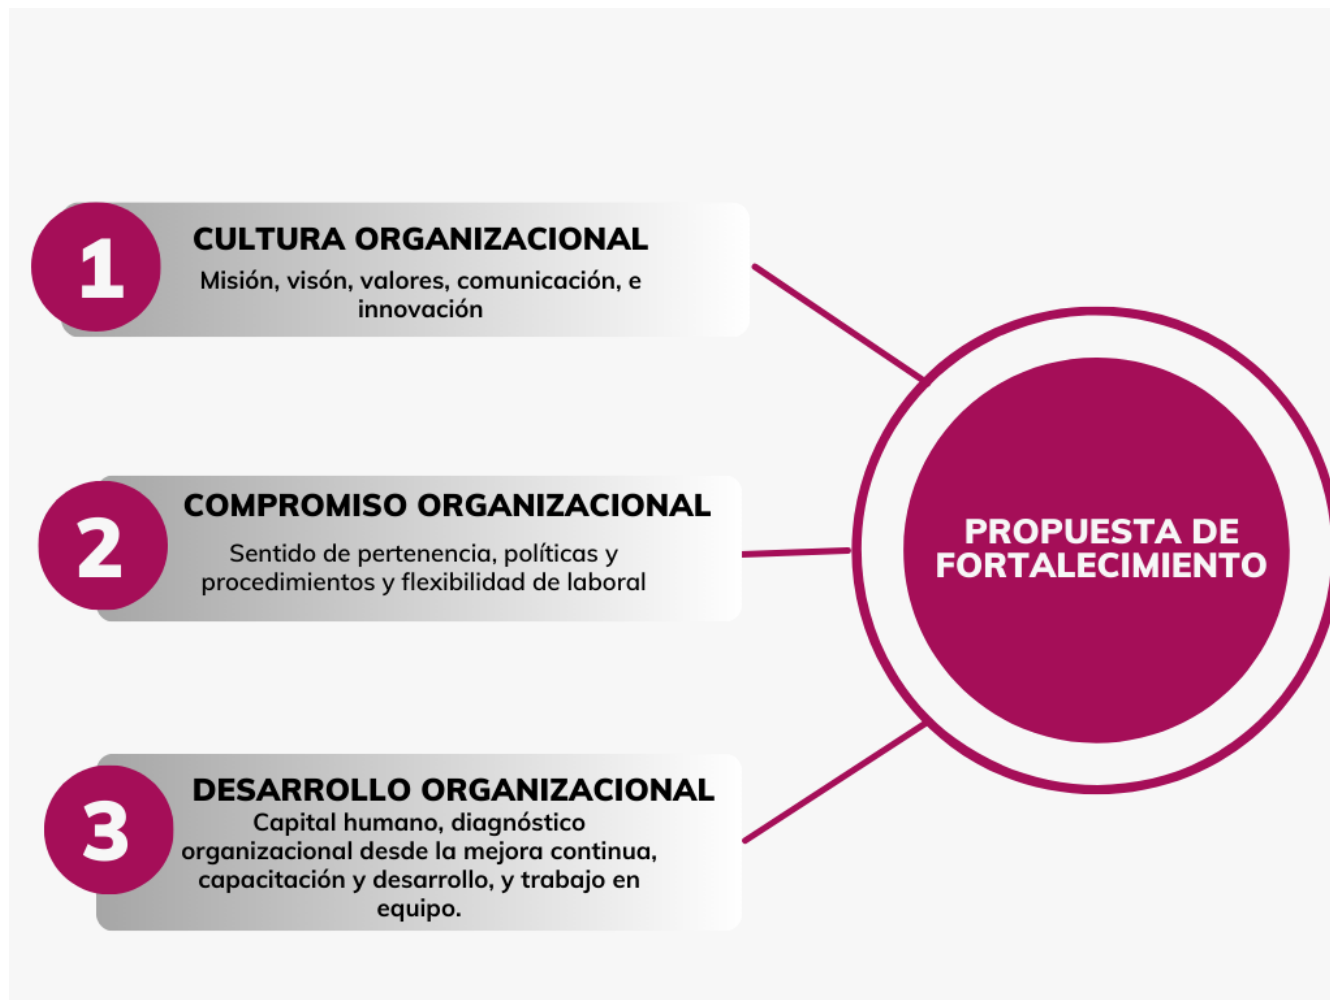 1
CULTURA ORGANIZACIONAL
Misión, visón, valores, comunicación, e
innovación
2
COMPROMISO ORGANIZACIONAL
Sentido de pertenencia, políticas y
procedimientos y flexibilidad de laboral
3
DESARROLLO ORGANIZACIONAL
Capital humano, diagnóstico
organizacional desde la mejora continua,
capacitación y desarrollo, y trabajo en
equipo.
PROPUESTA DE
FORTALECIMIENTO